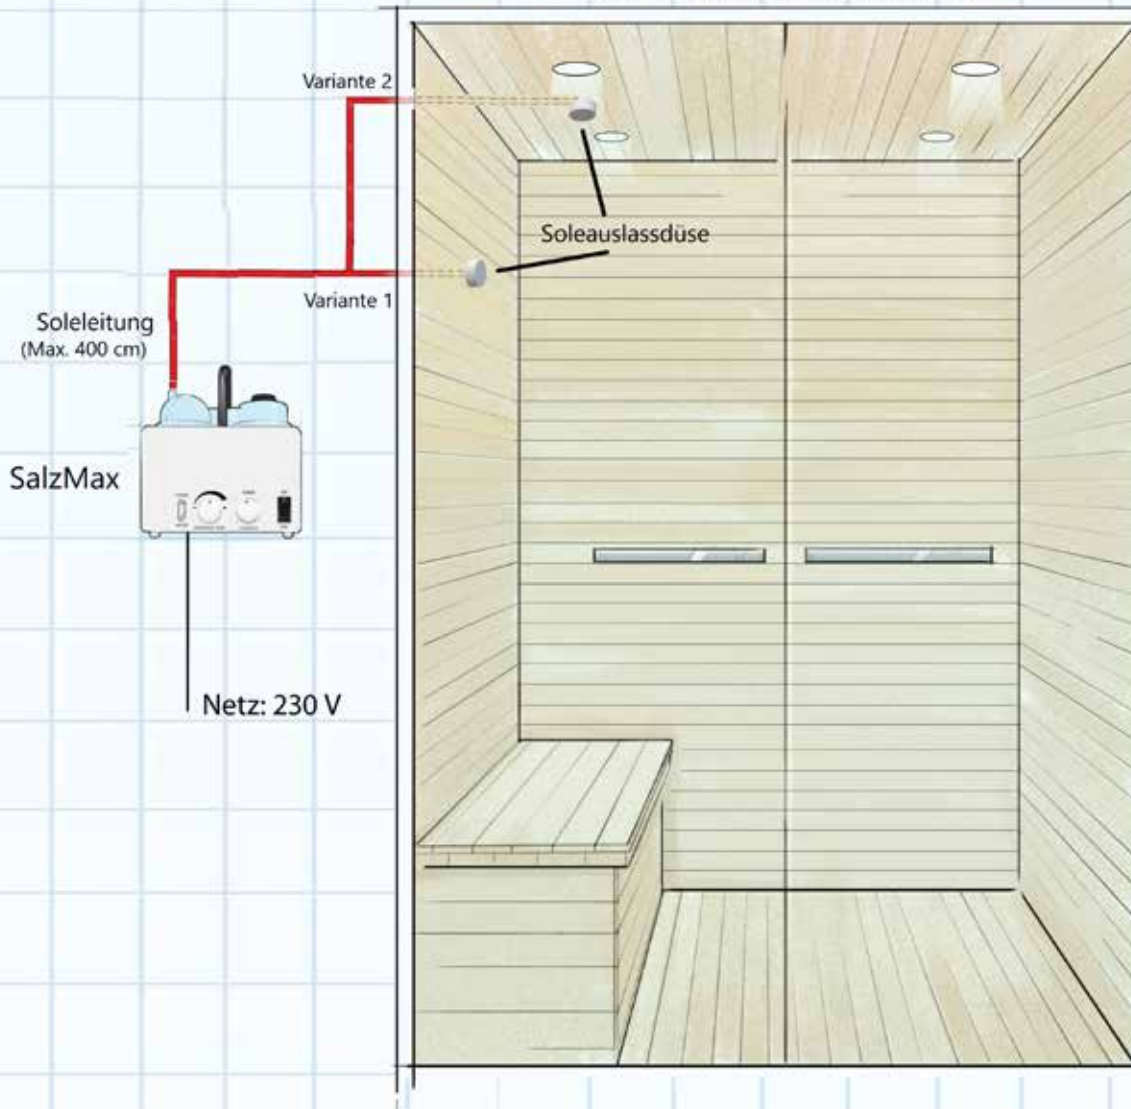 Variante 2
Soleauslassdüse
Variante 1
Soleleitung
(Max. 400 cm)
SalzMax
Netz: 230 V